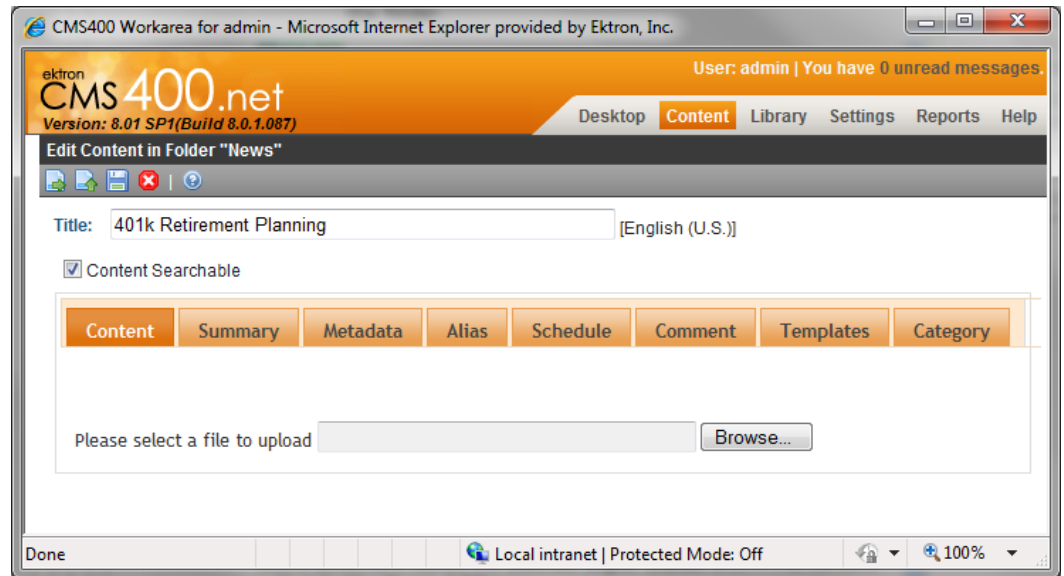 CMS400 Workarea for admin - Microsoft Internet Explorer provided by Ektron, Inc.
User: admin | You have 0 unread messages.
ektron
CMS400.net
Version: 8.01 SP1(Build 8.0.1.087)
Desktop Content Library Settings Reports Help
Edit Content in Folder "News"
Title: 401k Retirement Planning [English (U.S.)]
Content Searchable
Content Summary Metadata Alias Schedule Comment Templates Category
Please select a file to upload Browse...
Done Local intranet | Protected Mode: Off 100%